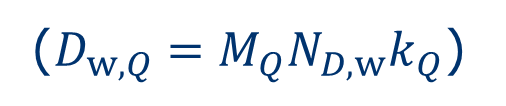 (D_{w,Q} = M_Q N_{D,w} k_Q)